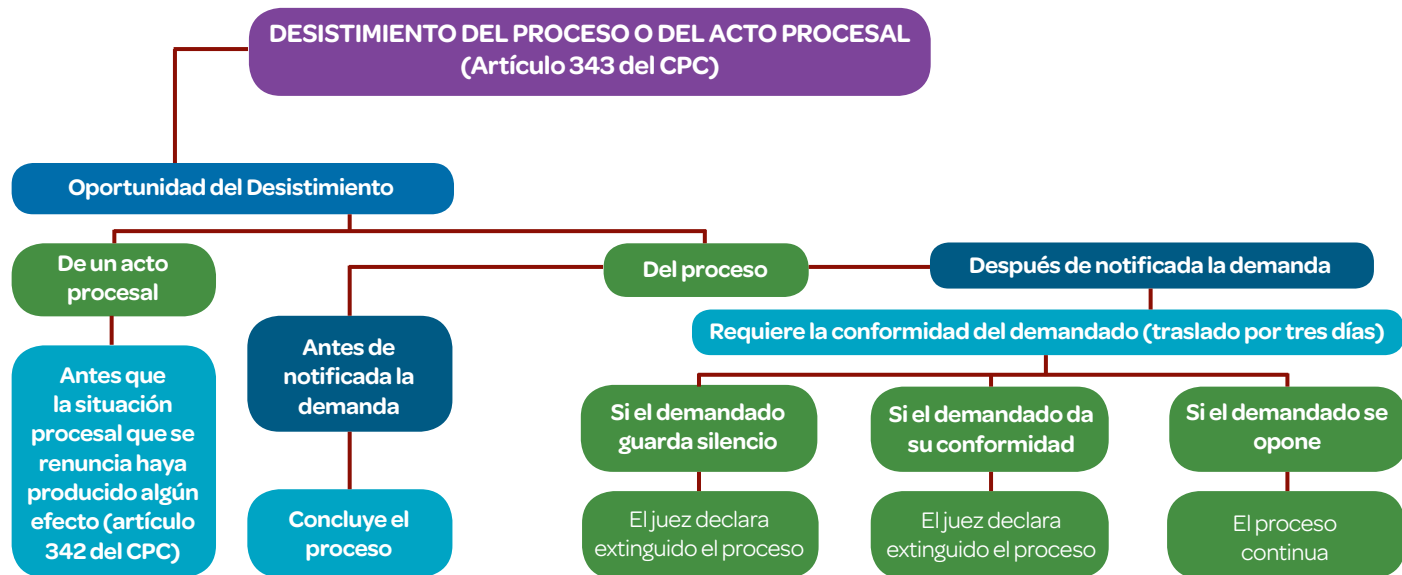 DESISTIMIENTO DEL PROCESO O DEL ACTO PROCESAL
(Artículo 343 del CPC)
Oportunidad del Desistimiento
De un acto
procesal
Antes que
la situación
procesal que se
renuncia haya
producido algún
efecto (artículo
342 del CPC)
Del proceso
Antes de
notificada la
demanda
Concluye el
proceso
Después de notificada la demanda
Requiere la conformidad del demandado (traslado por tres días)
Si el demandado
guarda silencio
El juez declara
extinguido el proceso
Si el demandado da
su conformidad
El juez declara
extinguido el proceso
Si el demandado se
opone
El proceso
continua